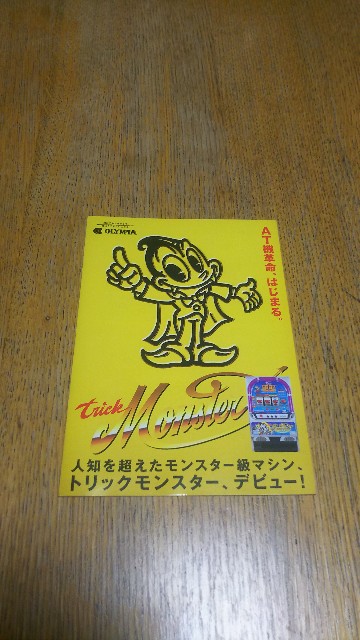 OLYMPIA
AT機革命、はじまる。
trick
Monster
人知を超えたモンスター級マシン、
トリックモンスター、デビュー!